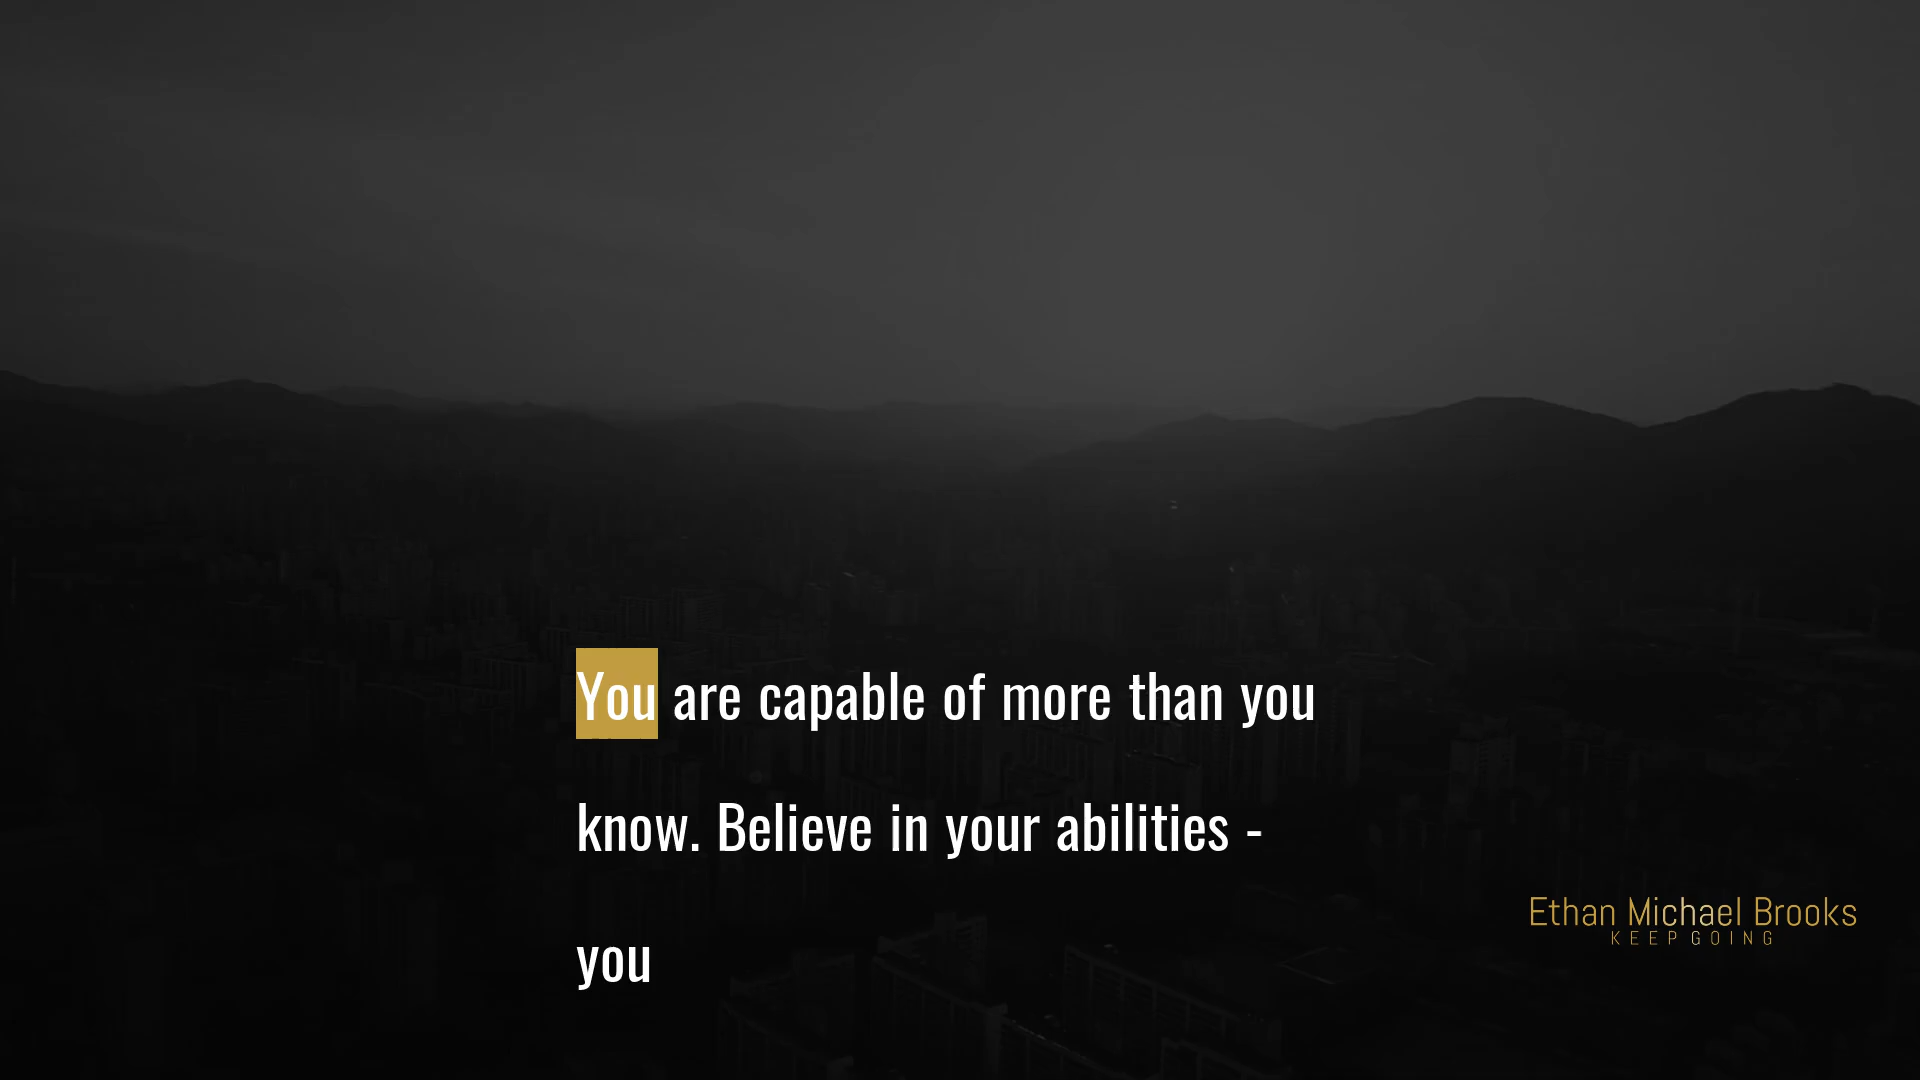 You are capable of more than you
know. Believe in your abilities -
you
Ethan Michael Brooks
KEEP GOING